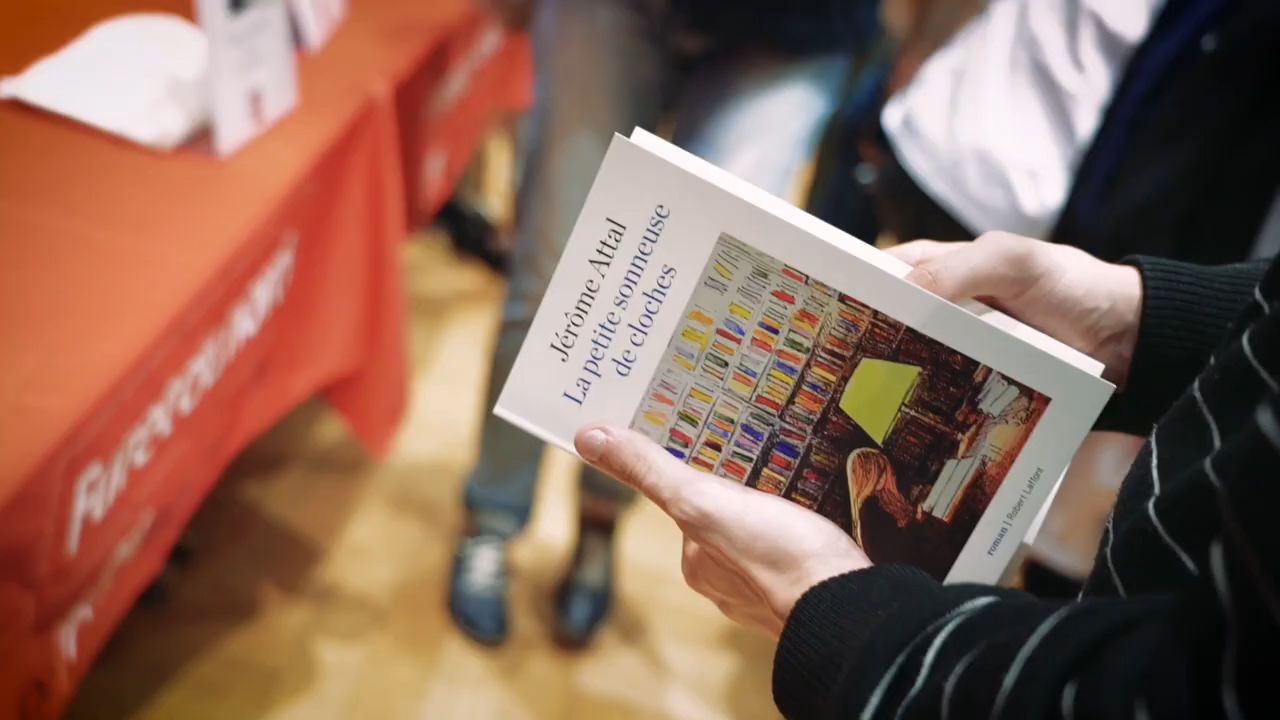 Jérôme Attal
La petite sonneuse
de cloches
roman | Robert Laffont